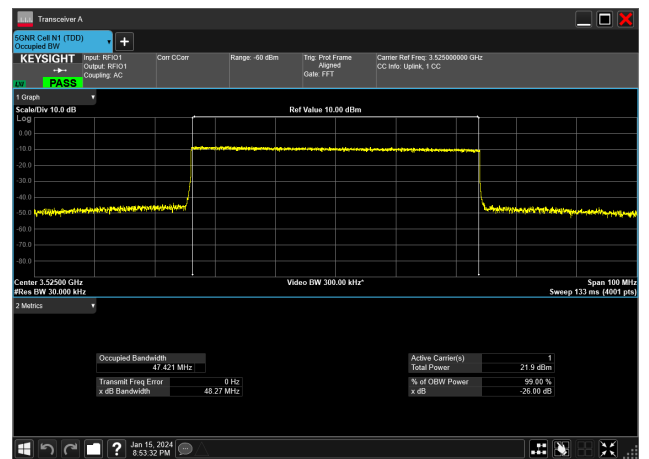 Transceiver A
5GNR Cell N1 (TDD)
Occupied BW
KEYSIGHT
Input: RFIO1
Output: RFIO1
Coupling: AC
Corr CCorr
Range: -60 dBm
Trig: Prot Frame
Aligned
Gate: FFT
Carrier Ref Freq: 3.525000000 GHz
CC Info: Uplink, 1 CC
PASS
1 Graph
Scale/Div 10.0 dB
Ref Value 10.00 dBm
Log
0.00
-10.0
-20.0
-30.0
-40.0
-50.0
-60.0
-70.0
-80.0
Center 3.52500 GHz
Video BW 300.00 kHz*
Span 100 MHz
#Res BW 30.000 kHz
Sweep 133 ms (4001 pts)
2 Metrics
Occupied Bandwidth
47.421 MHz
Transmit Freq Error 0 Hz
x dB Bandwidth 48.27 MHz
Active Carrier(s) 1
Total Power 21.9 dBm
% of OBW Power 99.00 %
x dB -26.00 dB
Jan 15, 2024
8:53:32 PM